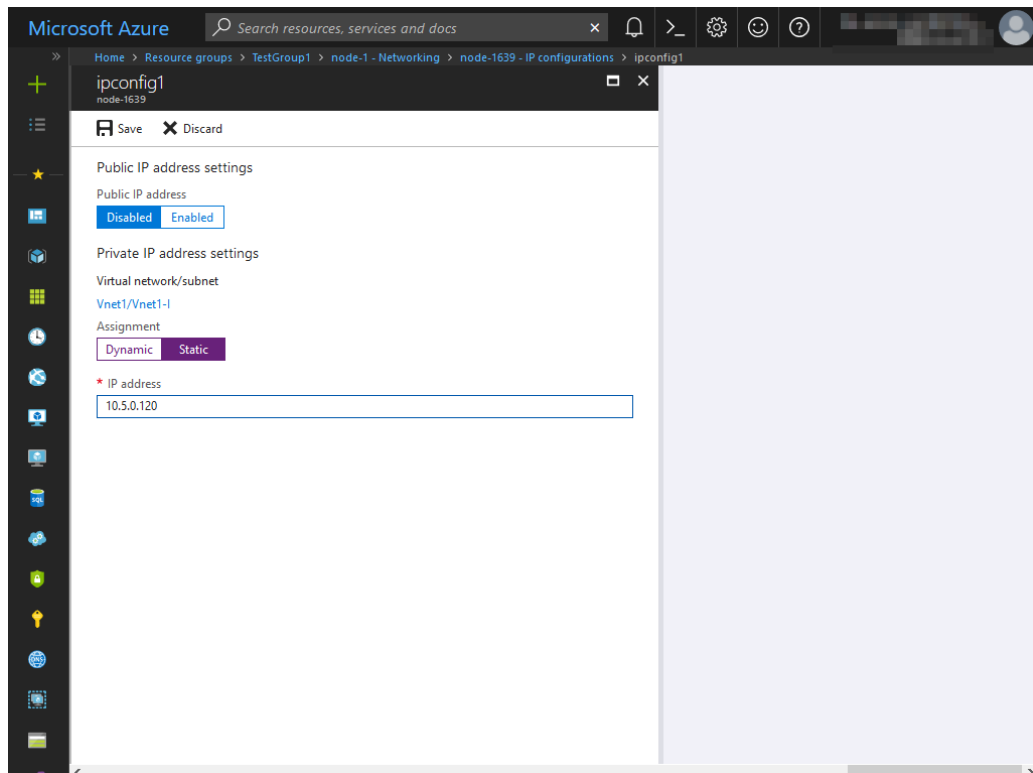 Microsoft Azure
Search resources, services and docs
Home > Resource groups > TestGroup1 > node-1 - Networking > node-1639 - IP configurations > ipconfig1
ipconfig1
node-1639
Save Discard
Public IP address settings
Public IP address
Disabled Enabled
Private IP address settings
Virtual network/subnet
Vnet1/Vnet1-I
Assignment
Dynamic Static
* IP address
10.5.0.120
SQL
DNS